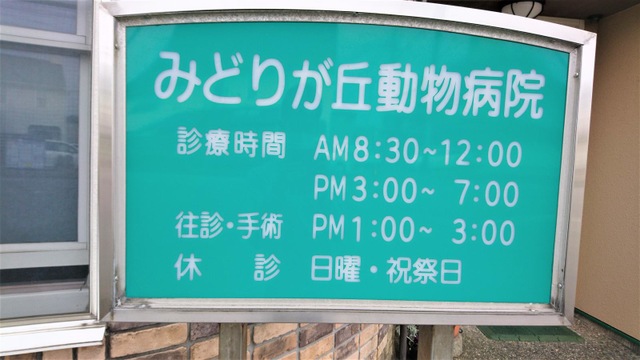 みどりが丘動物病院
診療時間 AM8:30~12:00
PM3:00~ 7:00
往診・手術 PM1:00~ 3:00
休診 日曜・祝祭日